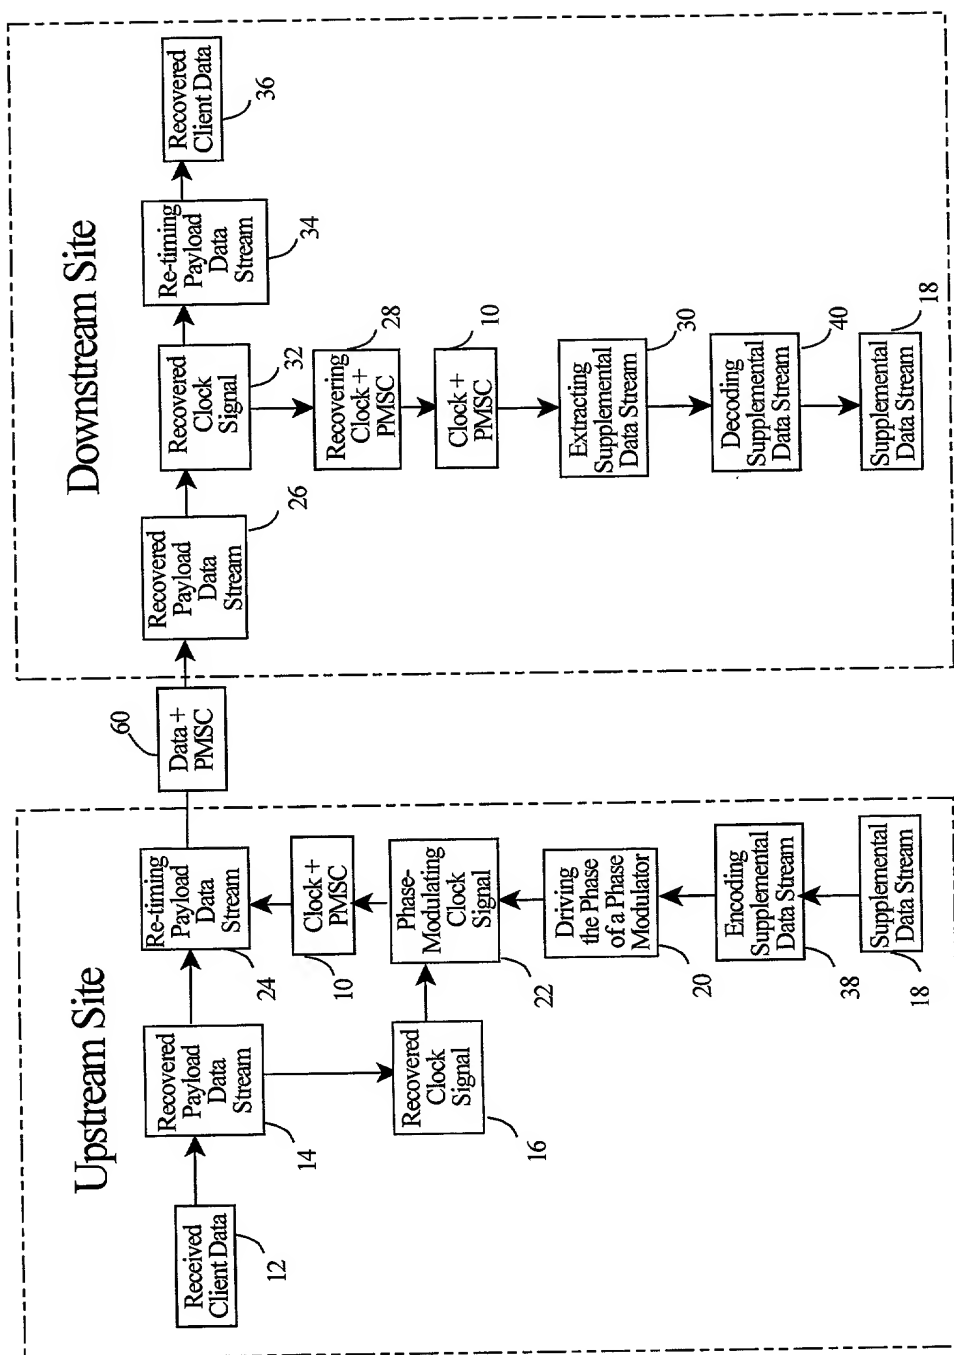 Upstream Site
Received
Client Data
12
Recovered
Payload
Data
Stream
14
Recovered
Clock
Signal
16
Re-timing
Payload
Data
Stream
24
Clock +
PMSC
10
Phase-
Modulating
Clock
Signal
22
Driving
the Phase
of a Phase
Modulator
20
Encoding
Supplemental
Data Stream
38
Supplemental
Data Stream
18
60
Data +
PMSC
Downstream Site
Recovered
Payload
Data
Stream
26
Recovered
Clock
Signal
32
Re-timing
Payload
Data
Stream
34
Recovered
Client Data
36
Recovering
Clock +
PMSC
28
Clock +
PMSC
10
Extracting
Supplemental
Data Stream
30
Decoding
Supplemental
Data Stream
40
Supplemental
Data Stream
18